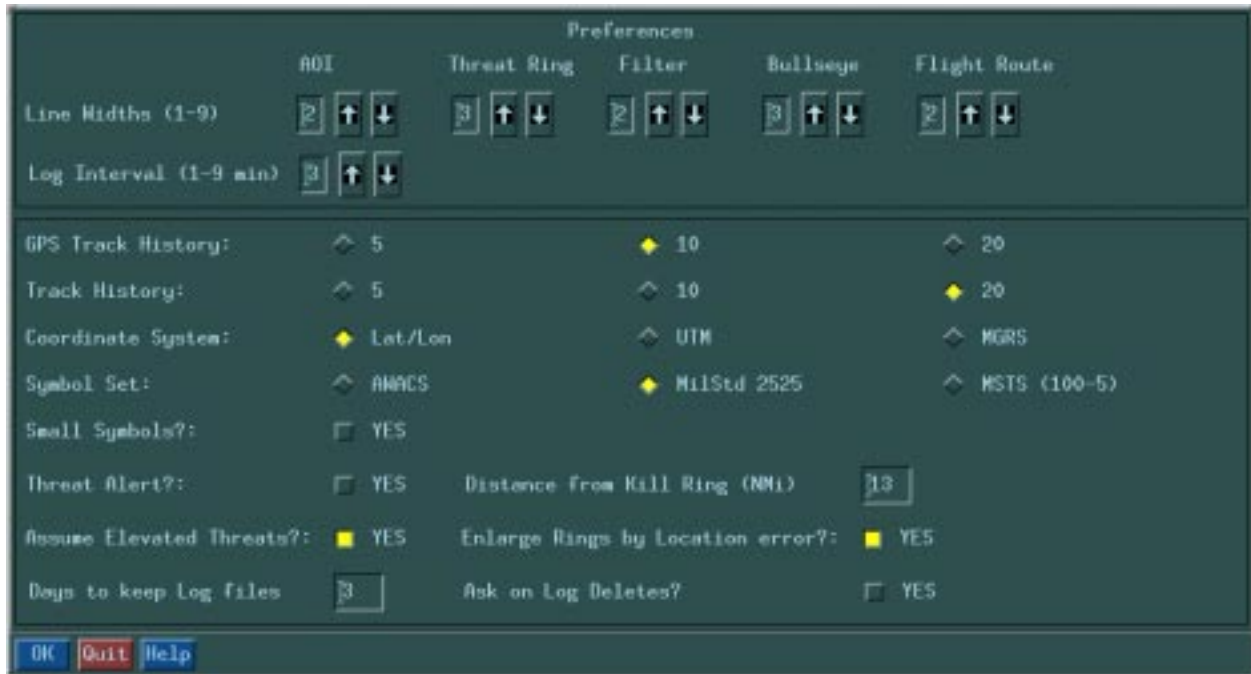 Preferences
AOI Threat Ring Filter Bullseye Flight Route
Line Widths (1-9) 2 3 2 3 2
Log Interval (1-9 min) 3
GPS Track History: 5 10 20
Track History: 5 10 20
Coordinate System: Lat/Lon UTM MGRS
Symbol Set: AWACS MilStd 2525 MSTS (100-5)
Small Symbols?: YES
Threat Alert?: YES Distance from Kill Ring (NMi) 13
Assume Elevated Threats?: YES Enlarge Rings by Location error?: YES
Days to keep Log files 3 Ask on Log Deletes? YES
OK Quit Help